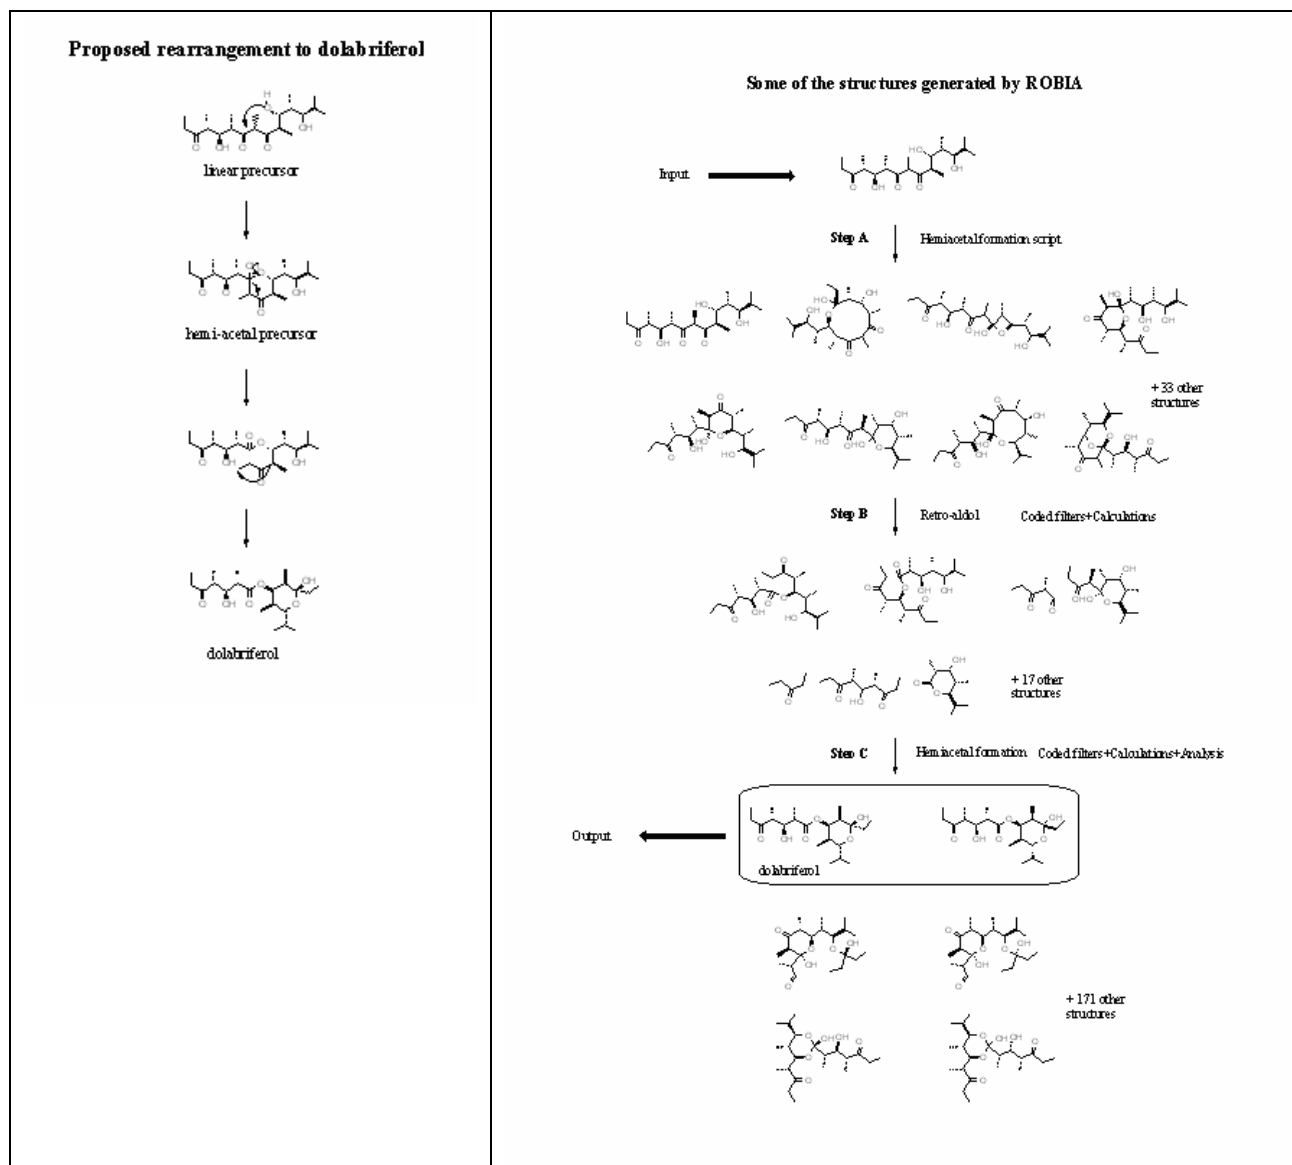 Proposed rearrangement to dolabriferol
linear precursor
hemi-acetal precursor
dolabriferol
Some of the structures generated by ROBIA
Input
Step A
Hemiacetal formation script
+ 33 other
structures
Step B
Retro-aldol
Coded filters+Calculations
+ 17 other
structures
Step C
Hemiacetal formation
Coded filters+Calculations+Analysis
Output
dolabriferol
+ 171 other
structures